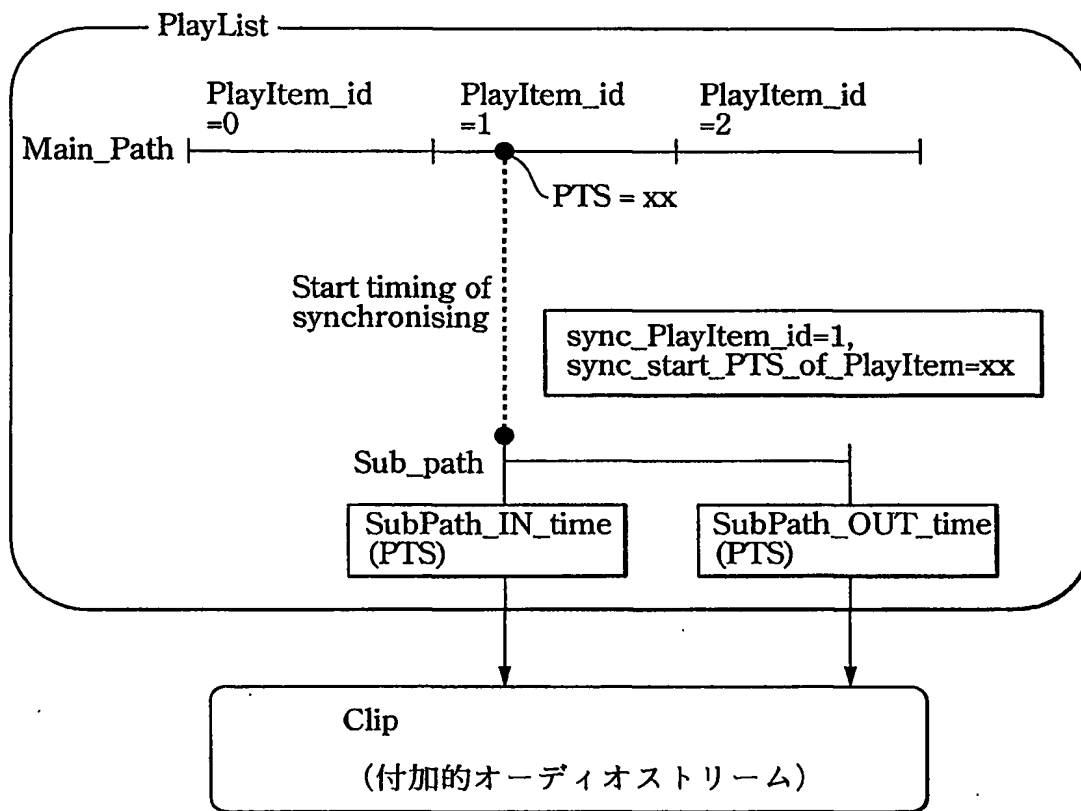 PlayList
PlayItem_id
=0
PlayItem_id
=1
PlayItem_id
=2
Main_Path
PTS = xx
Start timing of
synchronising
sync_PlayItem_id=1,
sync_start_PTS_of_PlayItem=xx
Sub_path
SubPath_IN_time
(PTS)
SubPath_OUT_time
(PTS)
Clip
(付加的オーディオストリーム)